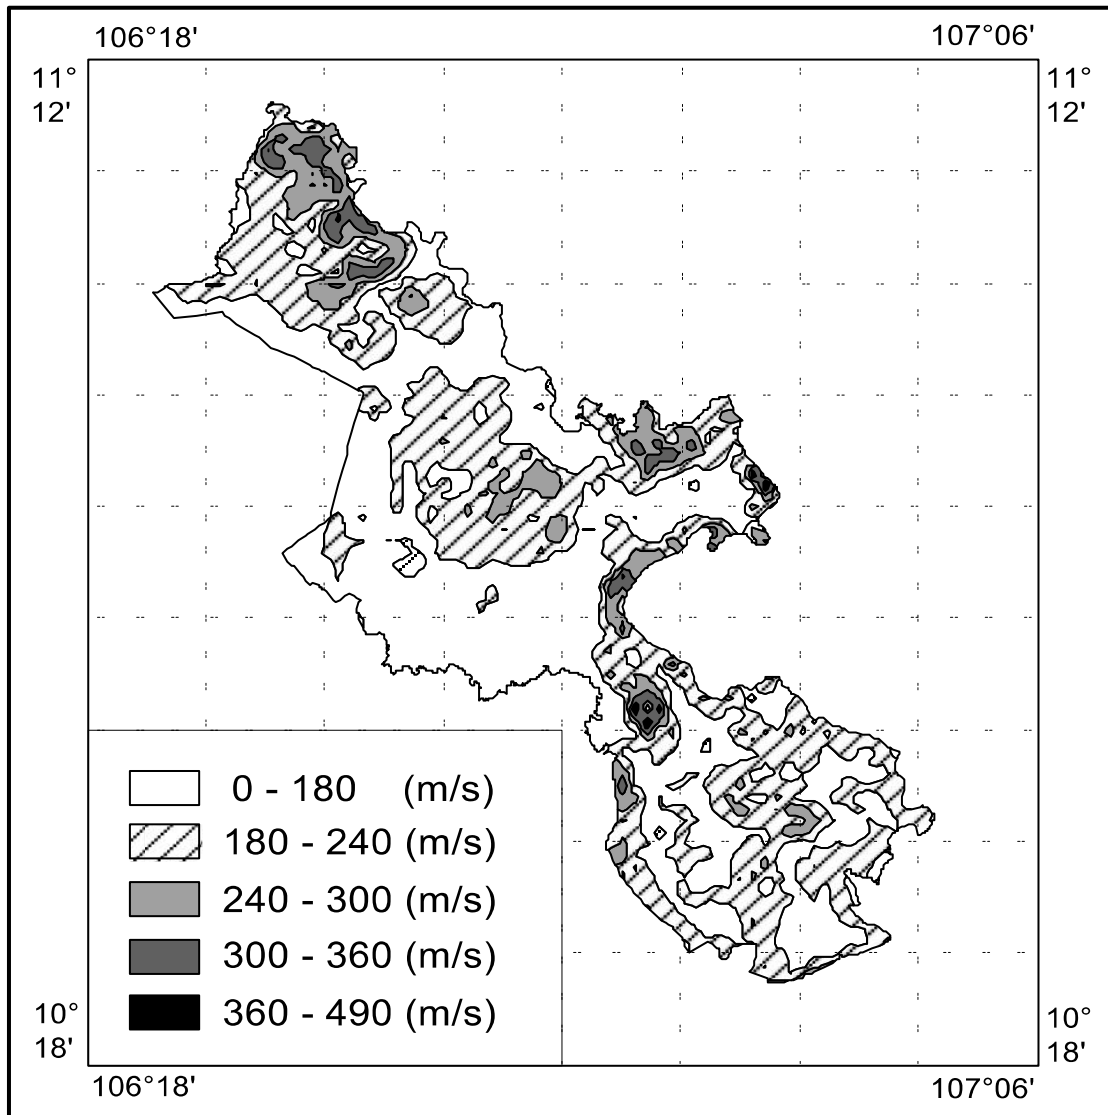 106°18'
107°06'
11°
12'
11°
12'
0 - 180 (m/s)
180 - 240 (m/s)
240 - 300 (m/s)
300 - 360 (m/s)
360 - 490 (m/s)
10°
18'
10°
18'
106°18'
107°06'